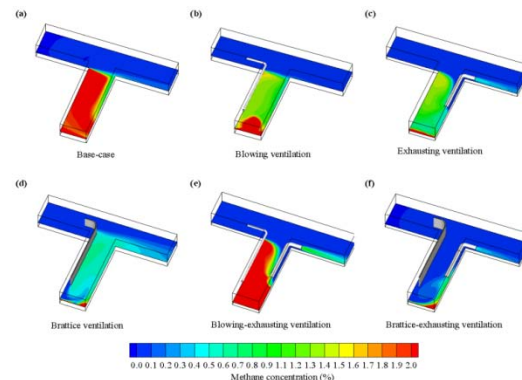 (a)
(b)
(c)
Base-case
Blowing ventilation
Exhausting ventilation
(d)
(e)
(f)
Brattice ventilation
Blowing-exhausting ventilation
Brattice-exhausting ventilation
0.0 0.1 0.2 0.3 0.4 0.5 0.6 0.7 0.8 0.9 1.0 1.1 1.2 1.3 1.4 1.5 1.6 1.7 1.8 1.9 2.0
Methane concentration (%)